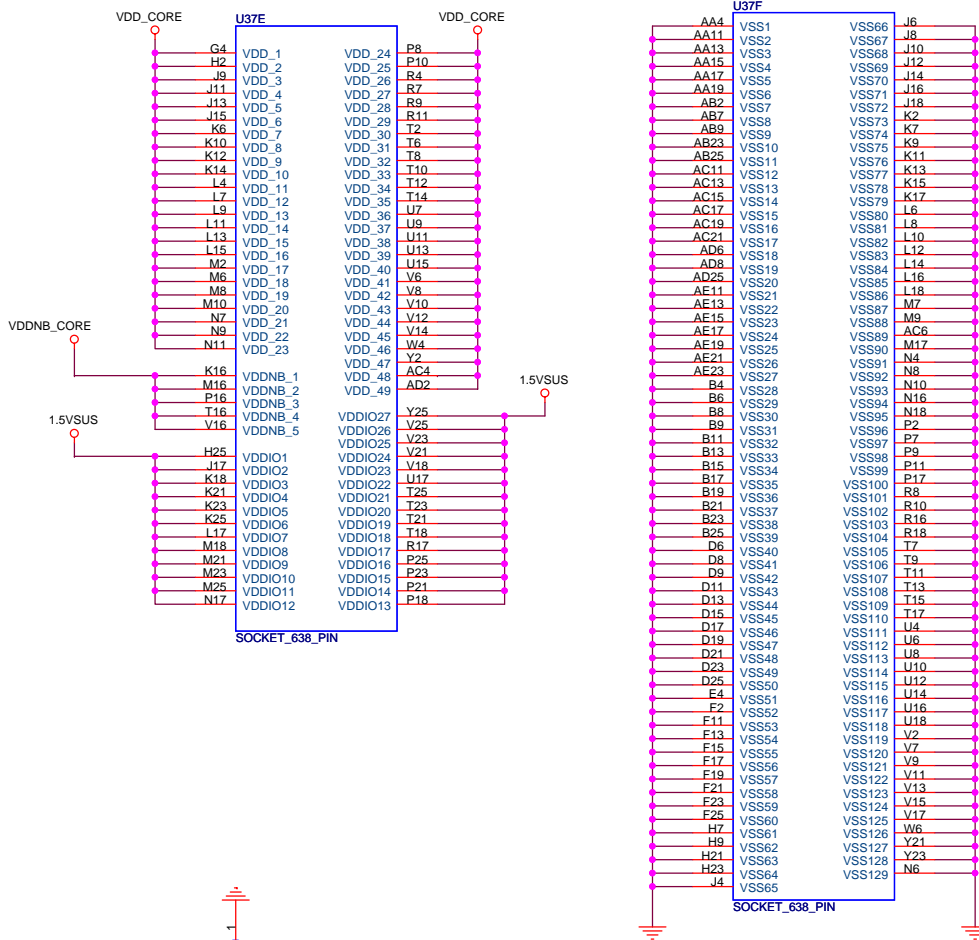 VDD_CORE
U37E
VDD_CORE
G4 VDD_1
H2 VDD_2
J9 VDD_3
J11 VDD_4
J13 VDD_5
J15 VDD_6
K6 VDD_7
K10 VDD_8
K12 VDD_9
K14 VDD_10
L4 VDD_11
L7 VDD_12
L9 VDD_13
L11 VDD_14
L13 VDD_15
L15 VDD_16
M2 VDD_17
M6 VDD_18
M8 VDD_19
M10 VDD_20
N7 VDD_21
N9 VDD_22
N11 VDD_23
VDDNB_CORE
K16 VDDNB_1
M16 VDDNB_2
P16 VDDNB_3
T16 VDDNB_4
V16 VDDNB_5
1.5VSUS
H25 VDDIO1
J17 VDDIO2
K18 VDDIO3
K21 VDDIO4
K23 VDDIO5
K25 VDDIO6
L17 VDDIO7
M18 VDDIO8
M21 VDDIO9
M23 VDDIO10
M25 VDDIO11
N17 VDDIO12
VDD_24 P8
VDD_25 P10
VDD_26 R4
VDD_27 R7
VDD_28 R9
VDD_29 R11
VDD_30 T2
VDD_31 T6
VDD_32 T8
VDD_33 T10
VDD_34 T12
VDD_35 T14
VDD_36 U7
VDD_37 U9
VDD_38 U11
VDD_39 U13
VDD_40 U15
VDD_41 V6
VDD_42 V8
VDD_43 V10
VDD_44 V12
VDD_45 V14
VDD_46 W4
VDD_47 Y2
VDD_48 AC4
VDD_49 AD2
1.5VSUS
VDDIO27 Y25
VDDIO26 V25
VDDIO25 V23
VDDIO24 V21
VDDIO23 V18
VDDIO22 U17
VDDIO21 T25
VDDIO20 T23
VDDIO19 T21
VDDIO18 T18
VDDIO17 R17
VDDIO16 P25
VDDIO15 P23
VDDIO14 P21
VDDIO13 P18
SOCKET_638_PIN
1
U37F
AA4 VSS1
AA11 VSS2
AA13 VSS3
AA15 VSS4
AA17 VSS5
AA19 VSS6
AB2 VSS7
AB7 VSS8
AB9 VSS9
AB23 VSS10
AB25 VSS11
AC11 VSS12
AC13 VSS13
AC15 VSS14
AC17 VSS15
AC19 VSS16
AC21 VSS17
AD6 VSS18
AD8 VSS19
AD25 VSS20
AE11 VSS21
AE13 VSS22
AE15 VSS23
AE17 VSS24
AE19 VSS25
AE21 VSS26
AE23 VSS27
B4 VSS28
B6 VSS29
B8 VSS30
B9 VSS31
B11 VSS32
B13 VSS33
B15 VSS34
B17 VSS35
B19 VSS36
B21 VSS37
B23 VSS38
B25 VSS39
D6 VSS40
D8 VSS41
D9 VSS42
D11 VSS43
D13 VSS44
D15 VSS45
D17 VSS46
D19 VSS47
D21 VSS48
D23 VSS49
D25 VSS50
E4 VSS51
F2 VSS52
F11 VSS53
F13 VSS54
F15 VSS55
F17 VSS56
F19 VSS57
F21 VSS58
F23 VSS59
F25 VSS60
H7 VSS61
H9 VSS62
H21 VSS63
H23 VSS64
J4 VSS65
VSS66 J6
VSS67 J8
VSS68 J10
VSS69 J12
VSS70 J14
VSS71 J16
VSS72 J18
VSS73 K2
VSS74 K7
VSS75 K9
VSS76 K11
VSS77 K13
VSS78 K15
VSS79 K17
VSS80 L6
VSS81 L8
VSS82 L10
VSS83 L12
VSS84 L14
VSS85 L16
VSS86 L18
VSS87 M7
VSS88 M9
VSS89 AC6
VSS90 M17
VSS91 N4
VSS92 N8
VSS93 N10
VSS94 N16
VSS95 N18
VSS96 P2
VSS97 P7
VSS98 P9
VSS99 P11
VSS100 P17
VSS101 R8
VSS102 R10
VSS103 R16
VSS104 R18
VSS105 T7
VSS106 T9
VSS107 T11
VSS108 T13
VSS109 T15
VSS110 T17
VSS111 U4
VSS112 U6
VSS113 U8
VSS114 U10
VSS115 U12
VSS116 U14
VSS117 U16
VSS118 U18
VSS119 V2
VSS120 V7
VSS121 V9
VSS122 V11
VSS123 V13
VSS124 V15
VSS125 V17
VSS126 W6
VSS127 Y21
VSS128 Y23
VSS129 N6
SOCKET_638_PIN